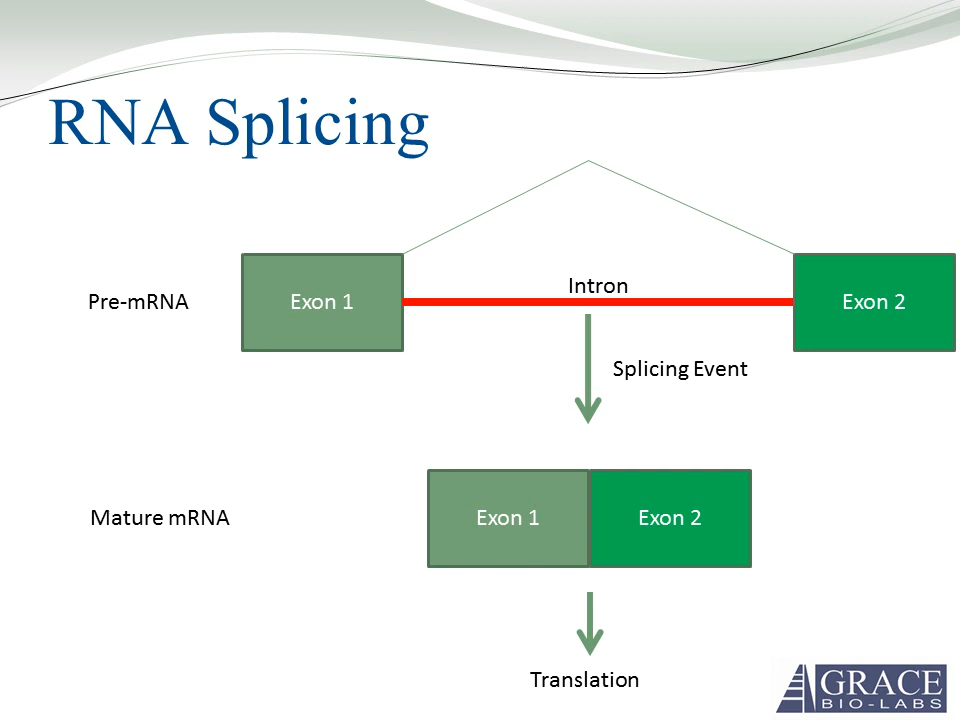 RNA Splicing
Intron
Pre-mRNA
Exon 1
Exon 2
Splicing Event
Mature mRNA
Exon 1
Exon 2
Translation
GRACE
BIO-LABS